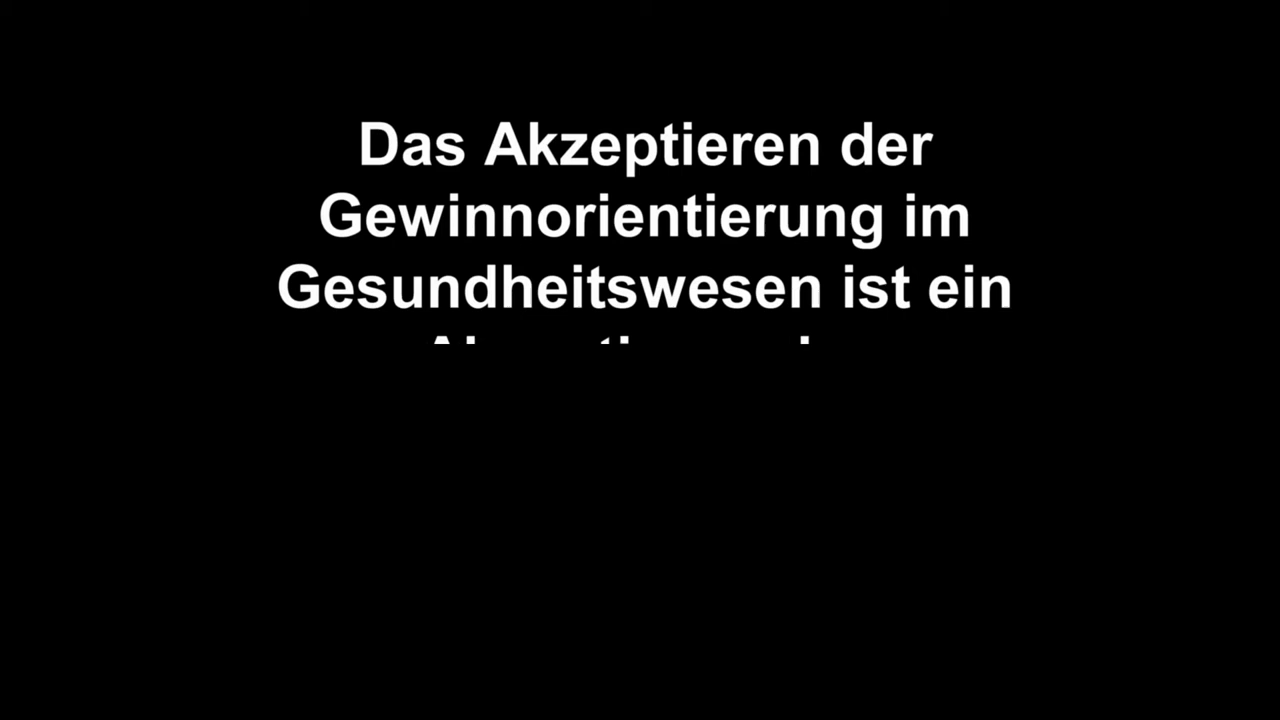 Das Akzeptieren der
Gewinnorientierung im
Gesundheitswesen ist ein